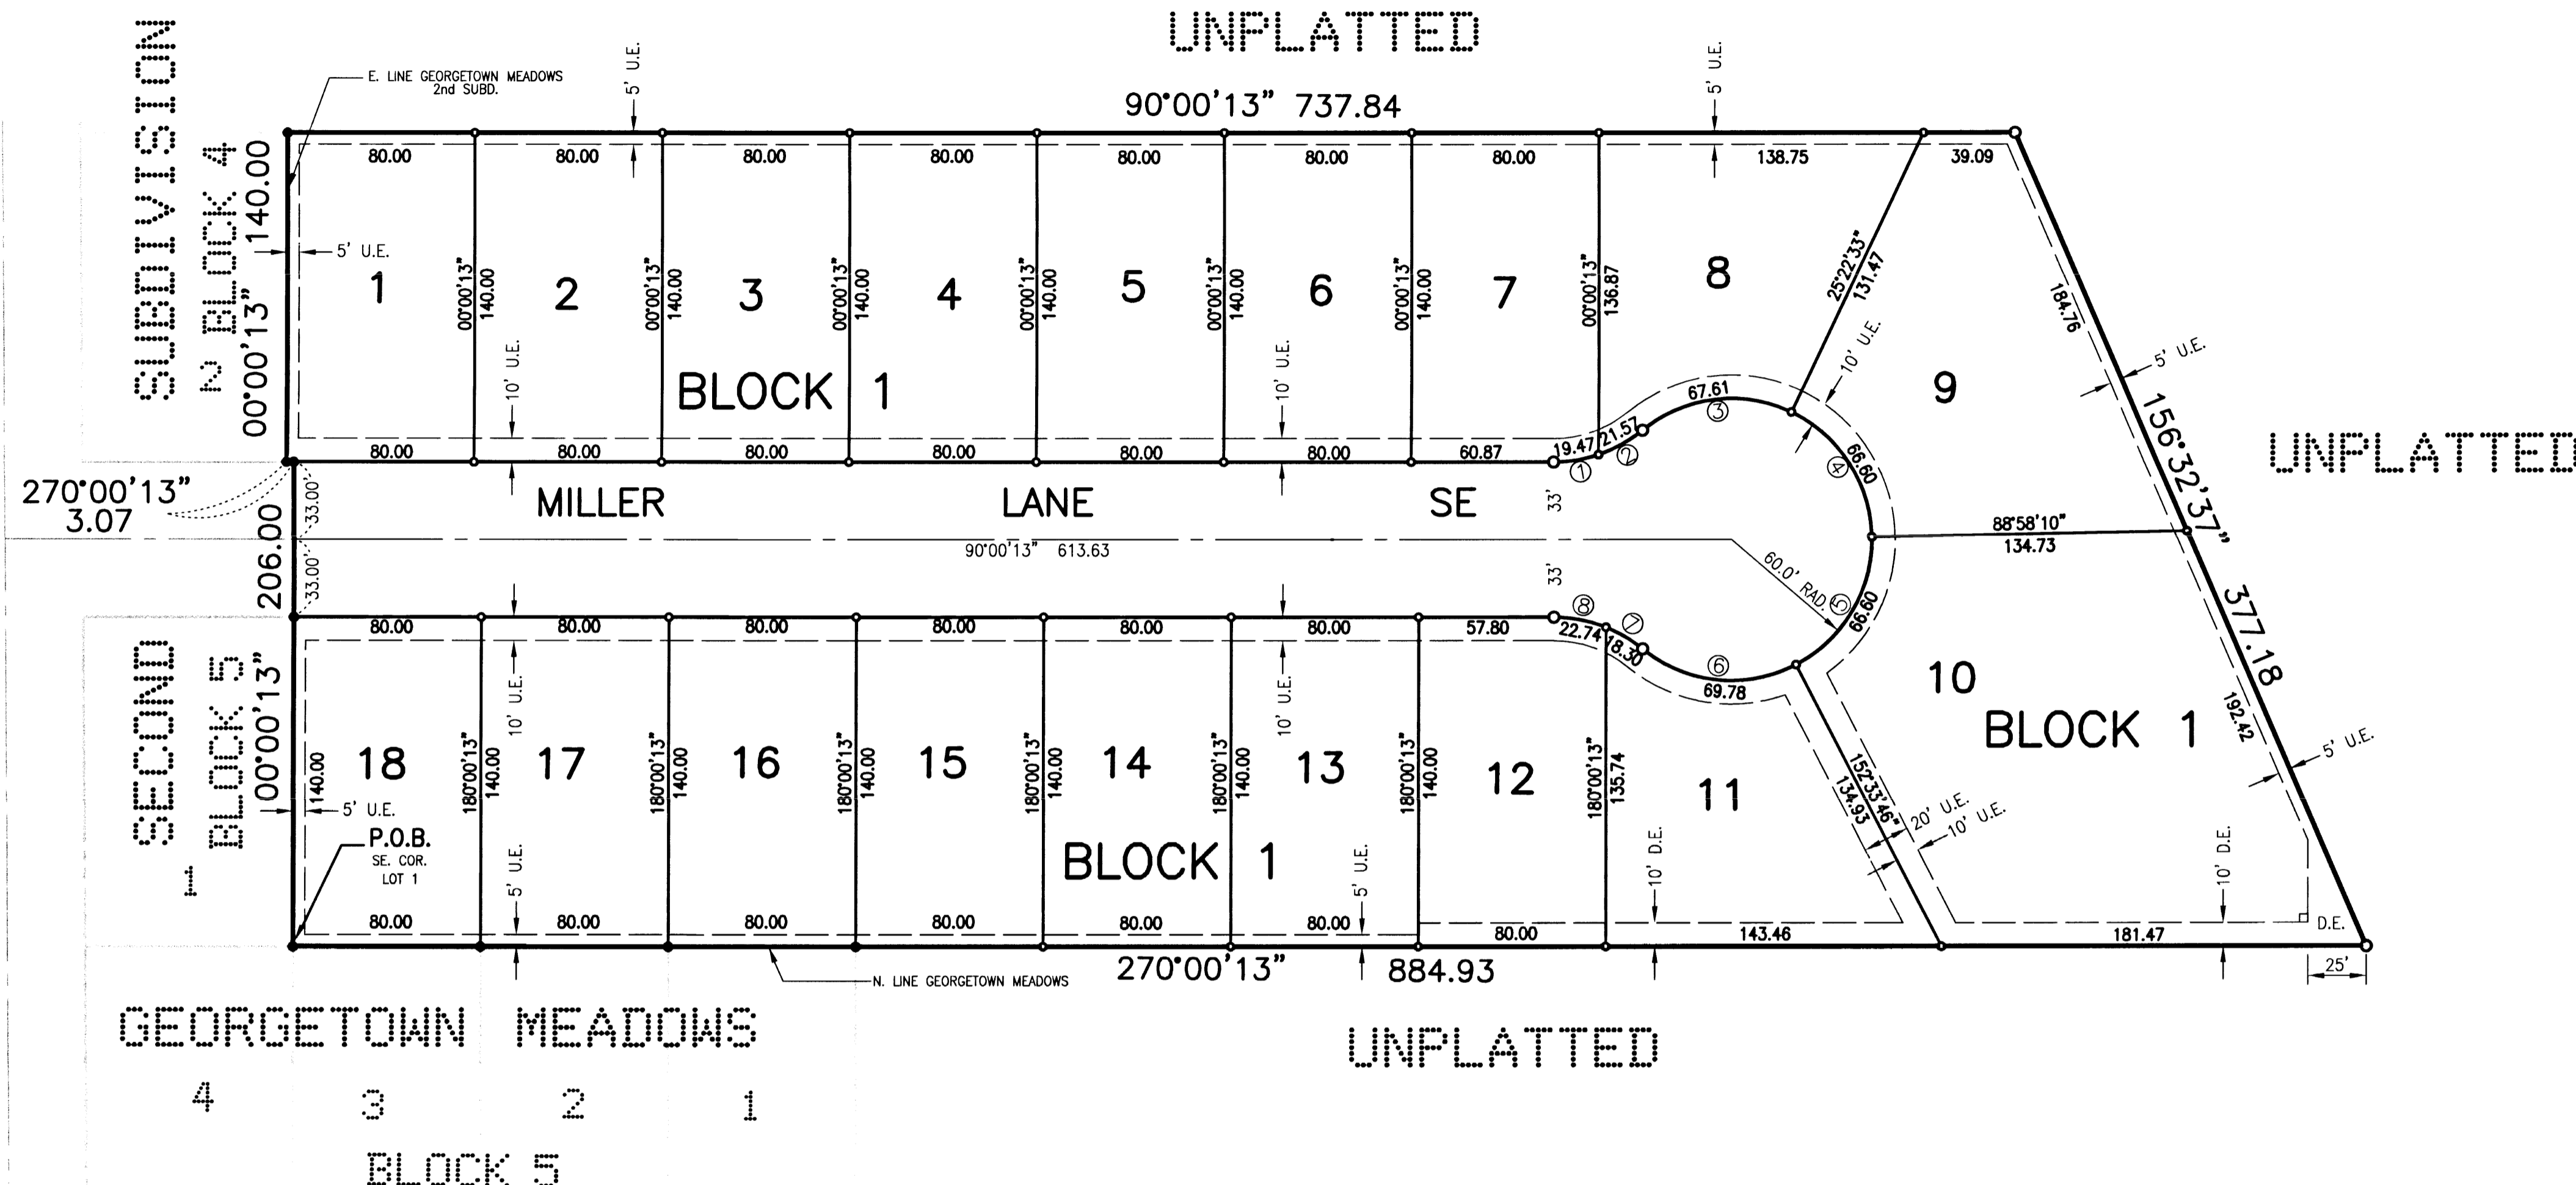 UNPLATTED
E. LINE GEORGETOWN MEADOWS
2nd SUBD.
5' U.E.
5' U.E.
90°00'13" 737.84
SUBDIVISION
2 BLOCK 4
00°00'13" 140.00
80.00 80.00 80.00 80.00 80.00 80.00 80.00 138.75 39.09
5' U.E.
1 2 3 4 5 6 7 8 9
00°00'13"
140.00
00°00'13"
140.00
00°00'13"
140.00
00°00'13"
140.00
00°00'13"
140.00
00°00'13"
140.00
00°00'13"
136.87
25°22'33"
131.47
10' U.E.
184.76
5' U.E.
156°32'37" 377.18
UNPLATTED
10' U.E.
BLOCK 1
10' U.E.
80.00 80.00 80.00 80.00 80.00 80.00 60.87
19.47 21.57 67.61 66.60
1 2 3 4
270°00'13"
3.07
33.00'
33.00'
206.00
MILLER LANE SE
33'
33'
90°00'13" 613.63
60.0' RAD.
88°58'10"
134.73
80.00 80.00 80.00 80.00 80.00 80.00 57.80
8 7 6 5
22.74 18.30 69.78 66.60
SECOND
BLOCK 5
1
00°00'13"
140.00
10' U.E.
10' U.E.
18 17 16 15 14 13 12 11 10
BLOCK 1
180°00'13"
140.00
180°00'13"
140.00
180°00'13"
140.00
180°00'13"
140.00
180°00'13"
140.00
180°00'13"
140.00
180°00'13"
135.74
152°33'46"
134.93
20' U.E.
10' U.E.
192.42
5' U.E.
5' U.E.
P.O.B.
SE. COR.
LOT 1
BLOCK 1
5' U.E.
5' U.E.
10' D.E.
10' D.E.
D.E.
80.00 80.00 80.00 80.00 80.00 80.00 80.00 143.46 181.47
25'
N. LINE GEORGETOWN MEADOWS
270°00'13" 884.93
GEORGETOWN MEADOWS
UNPLATTED
4 3 2 1
BLOCK 5